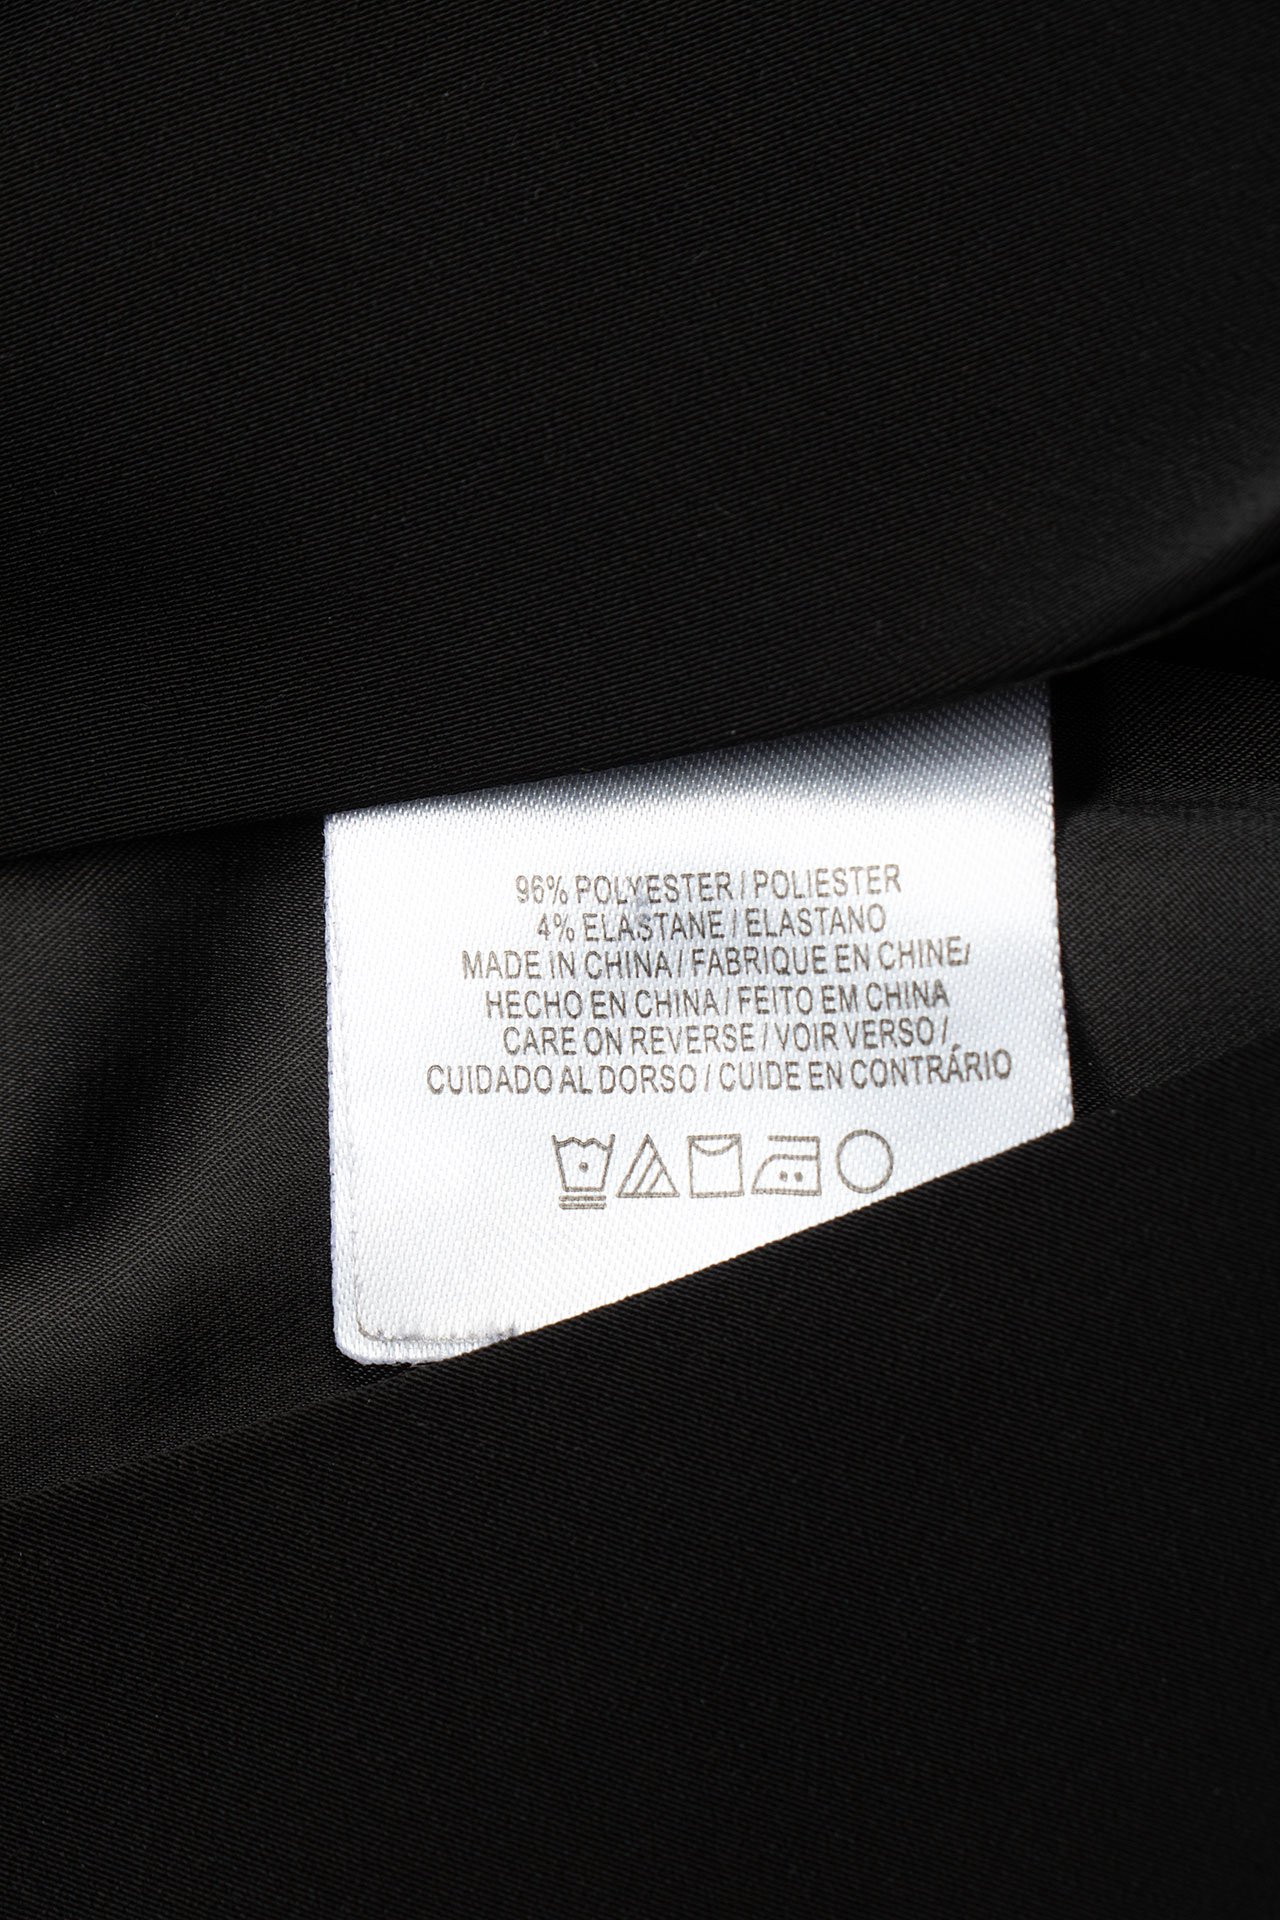 96% POLYESTER / POLIESTER
4% ELASTANE / ELASTANO
MADE IN CHINA / FABRIQUE EN CHINE/
HECHO EN CHINA / FEITO EM CHINA
CARE ON REVERSE / VOIR VERSO /
CUIDADO AL DORSO / CUIDE EN CONTRÁRIO